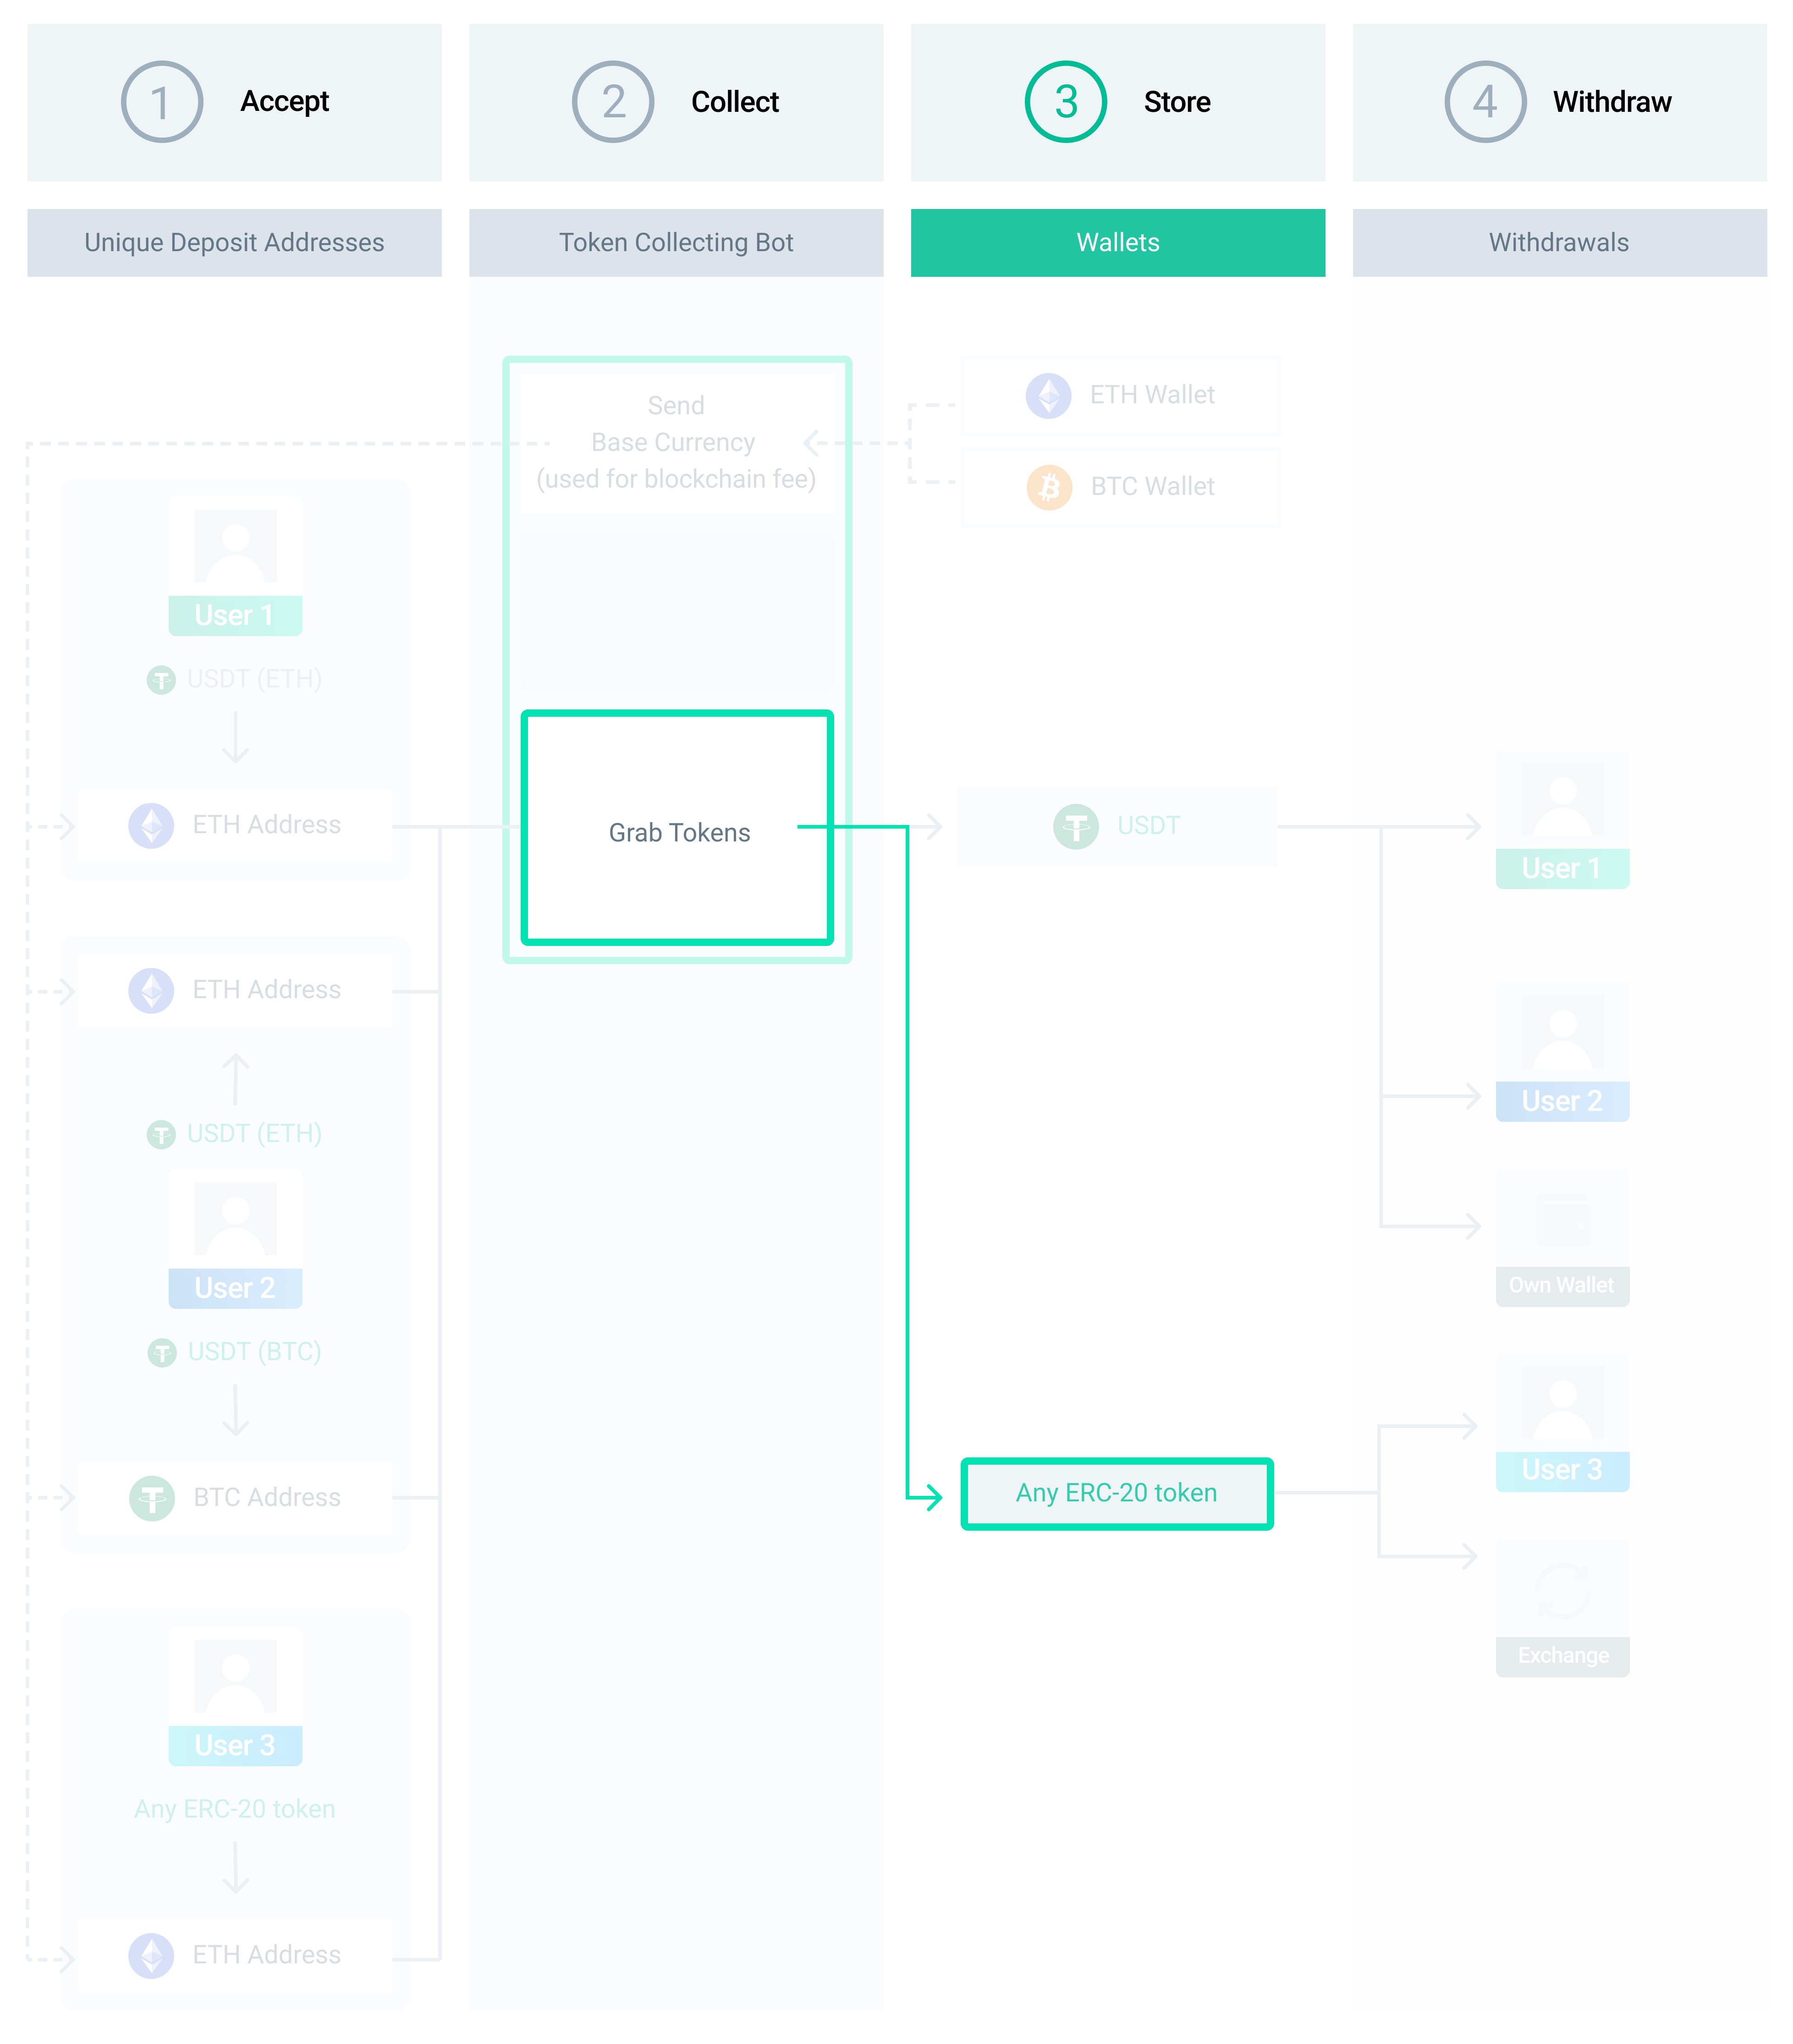 1 Accept
2 Collect
3 Store
4 Withdraw
Unique Deposit Addresses
Token Collecting Bot
Wallets
Withdrawals
Send
Base Currency
(used for blockchain fee)
ETH Wallet
BTC Wallet
User 1
USDT (ETH)
ETH Address
Grab Tokens
USDT
User 1
ETH Address
USDT (ETH)
User 2
USDT (BTC)
BTC Address
User 2
Own Wallet
Any ERC-20 token
User 3
Exchange
User 3
Any ERC-20 token
ETH Address